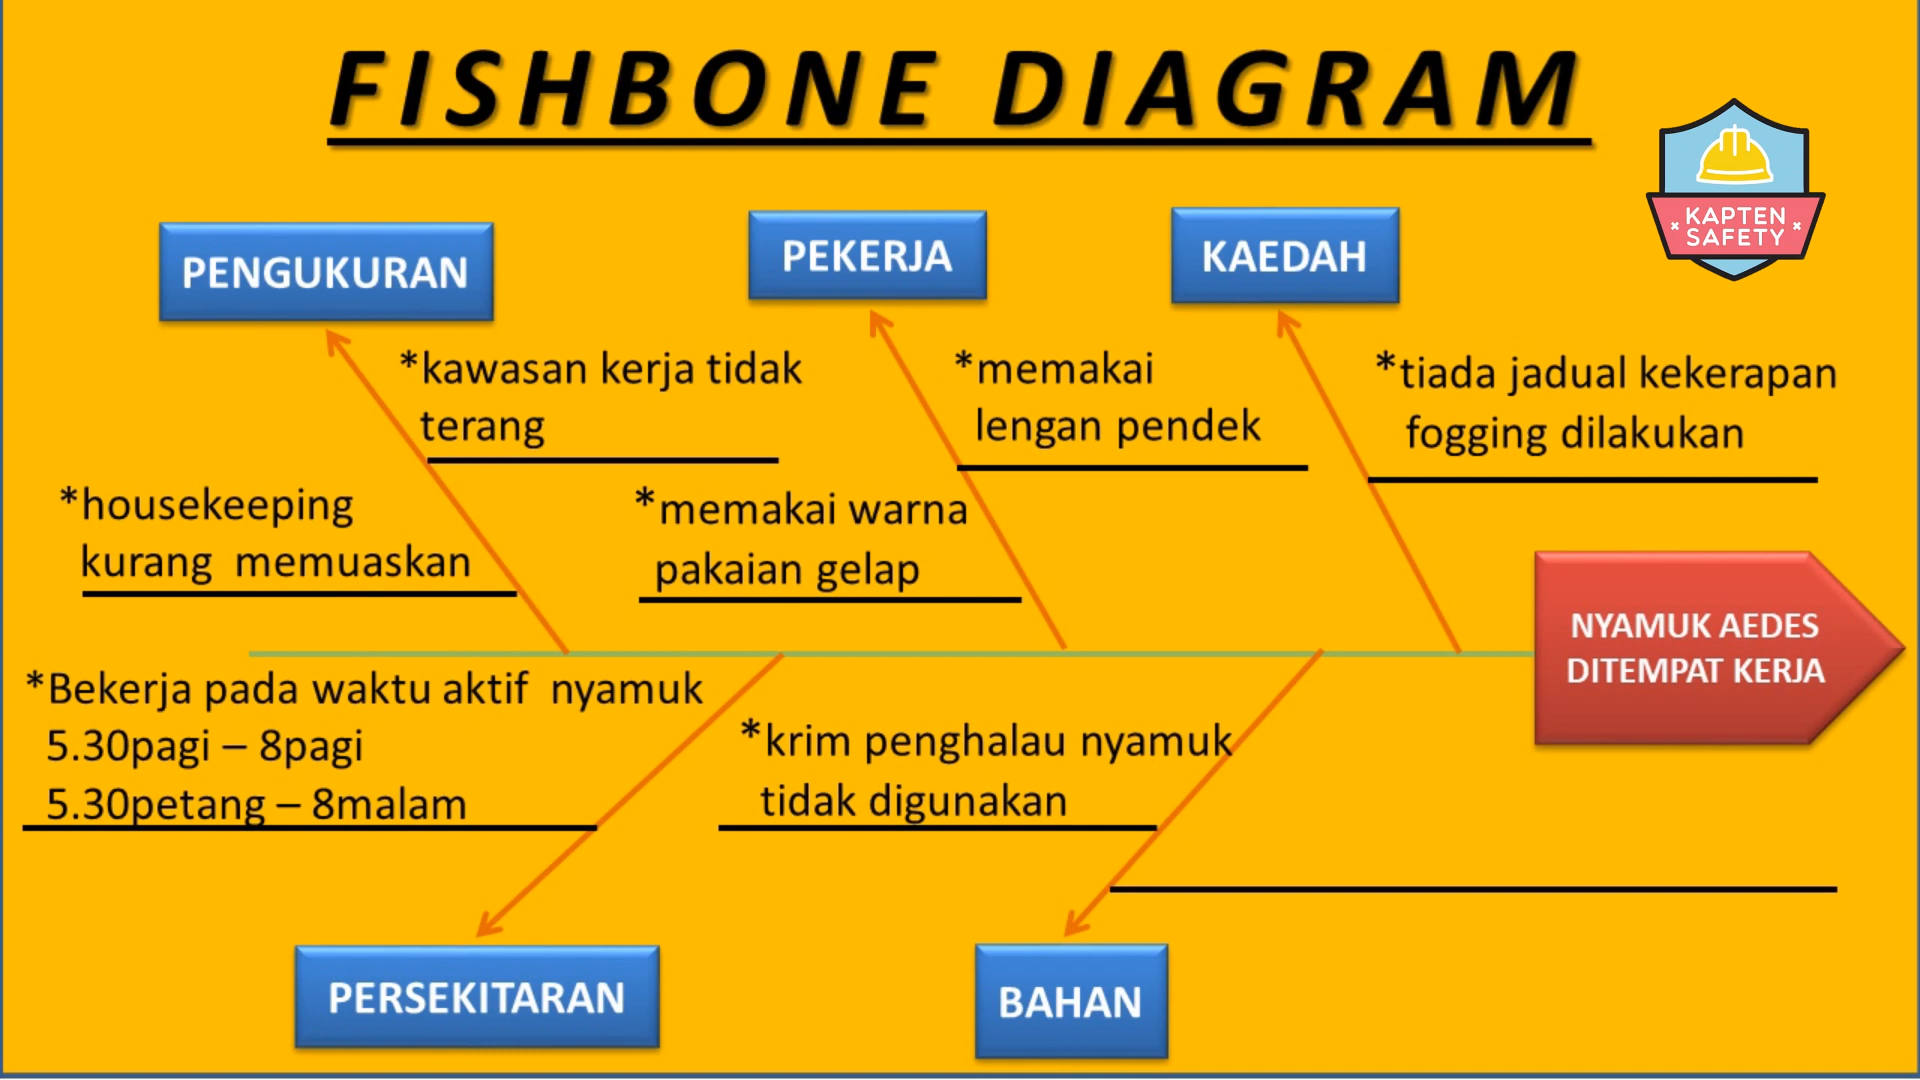 FISHBONE DIAGRAM
KAPTEN
SAFETY
PENGUKURAN
PEKERJA
KAEDAH
*kawasan kerja tidak
terang
*housekeeping
kurang memuaskan
*memakai
lengan pendek
*memakai warna
pakaian gelap
*tiada jadual kekerapan
fogging dilakukan
NYAMUK AEDES
DITEMPAT KERJA
*Bekerja pada waktu aktif nyamuk
5.30pagi – 8pagi
5.30petang – 8malam
*krim penghalau nyamuk
tidak digunakan
PERSEKITARAN
BAHAN